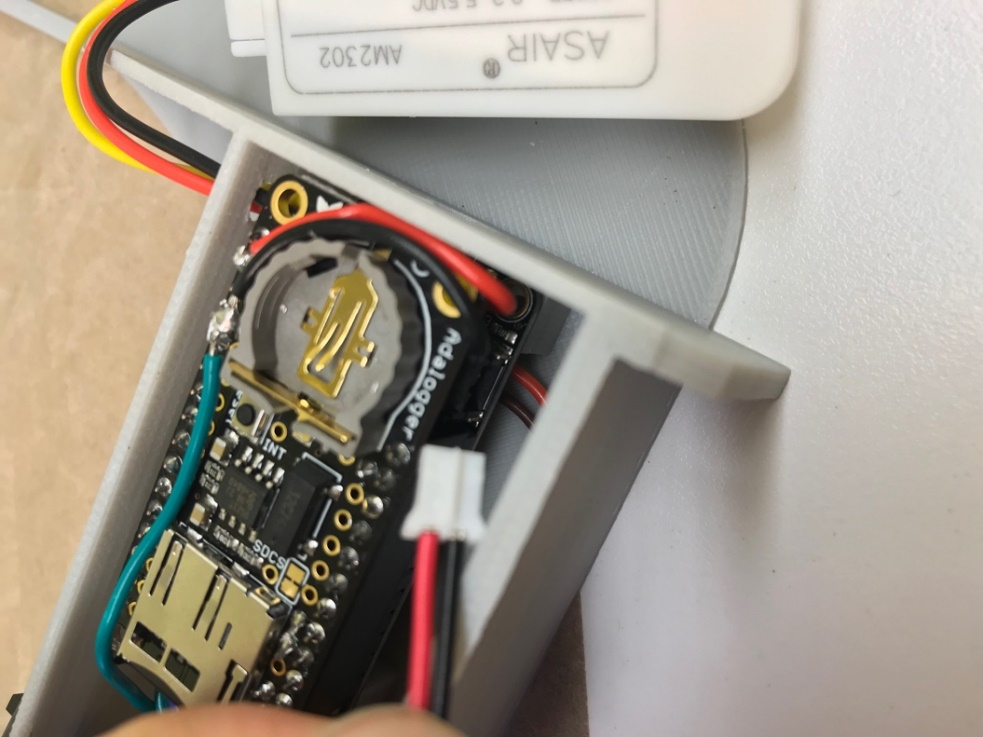 ASAIR®
AM2302
Adalogger
INT
SDCS